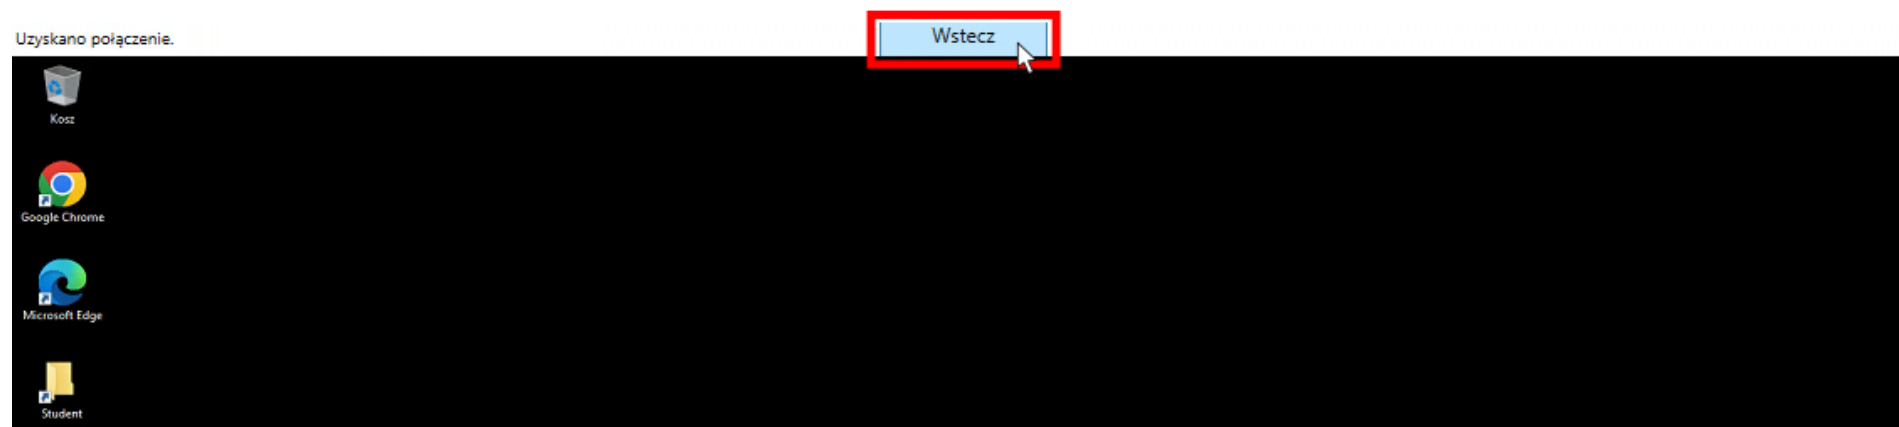 Uzyskano połączenie.
Wstecz
Kosz
Google Chrome
Microsoft Edge
Student